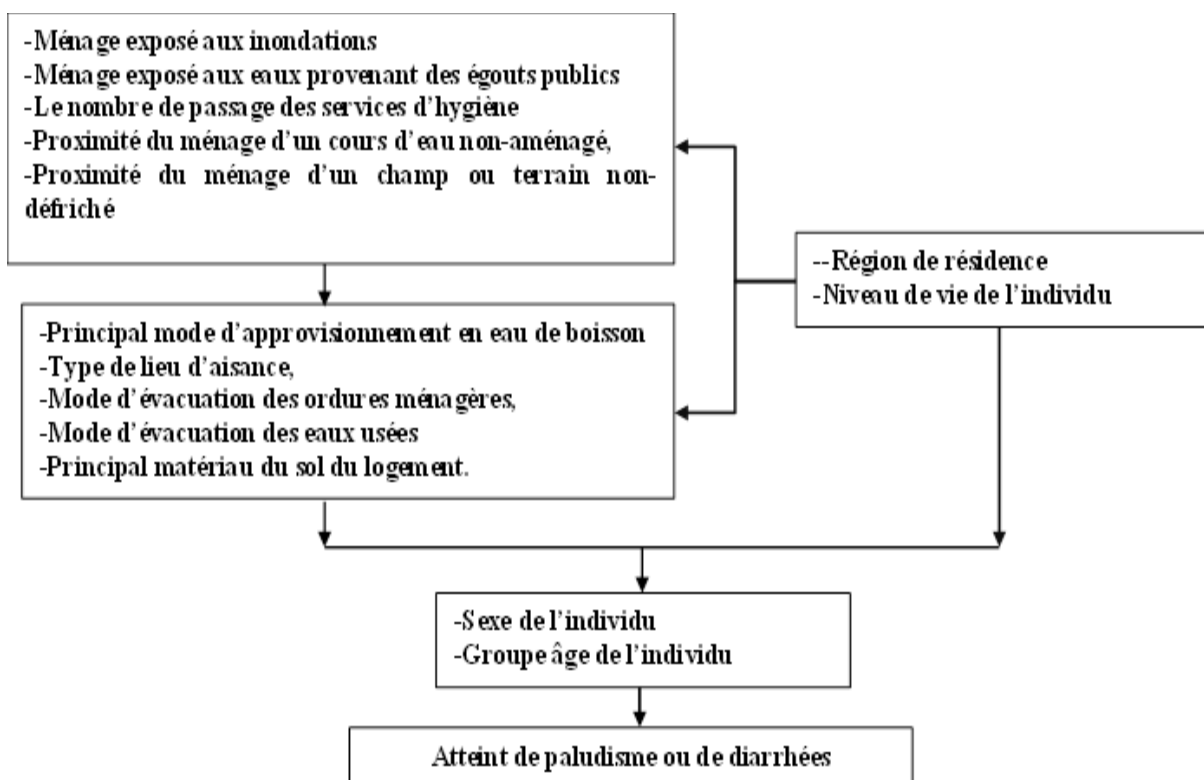 -Ménage exposé aux inondations
-Ménage exposé aux eaux provenant des égouts publics
-Le nombre de passage des services d'hygiène
-Proximité du ménage d'un cours d'eau non-aménagé,
-Proximité du ménage d'un champ ou terrain non-
défriché
--Région de résidence
-Niveau de vie de l'individu
-Principal mode d'approvisionnement en eau de boisson
-Type de lieu d'aisance,
-Mode d'évacuation des ordures ménagères,
-Mode d'évacuation des eaux usées
-Principal matériau du sol du logement.
-Sexe de l'individu
-Groupe âge de l'individu
Atteint de paludisme ou de diarrhées